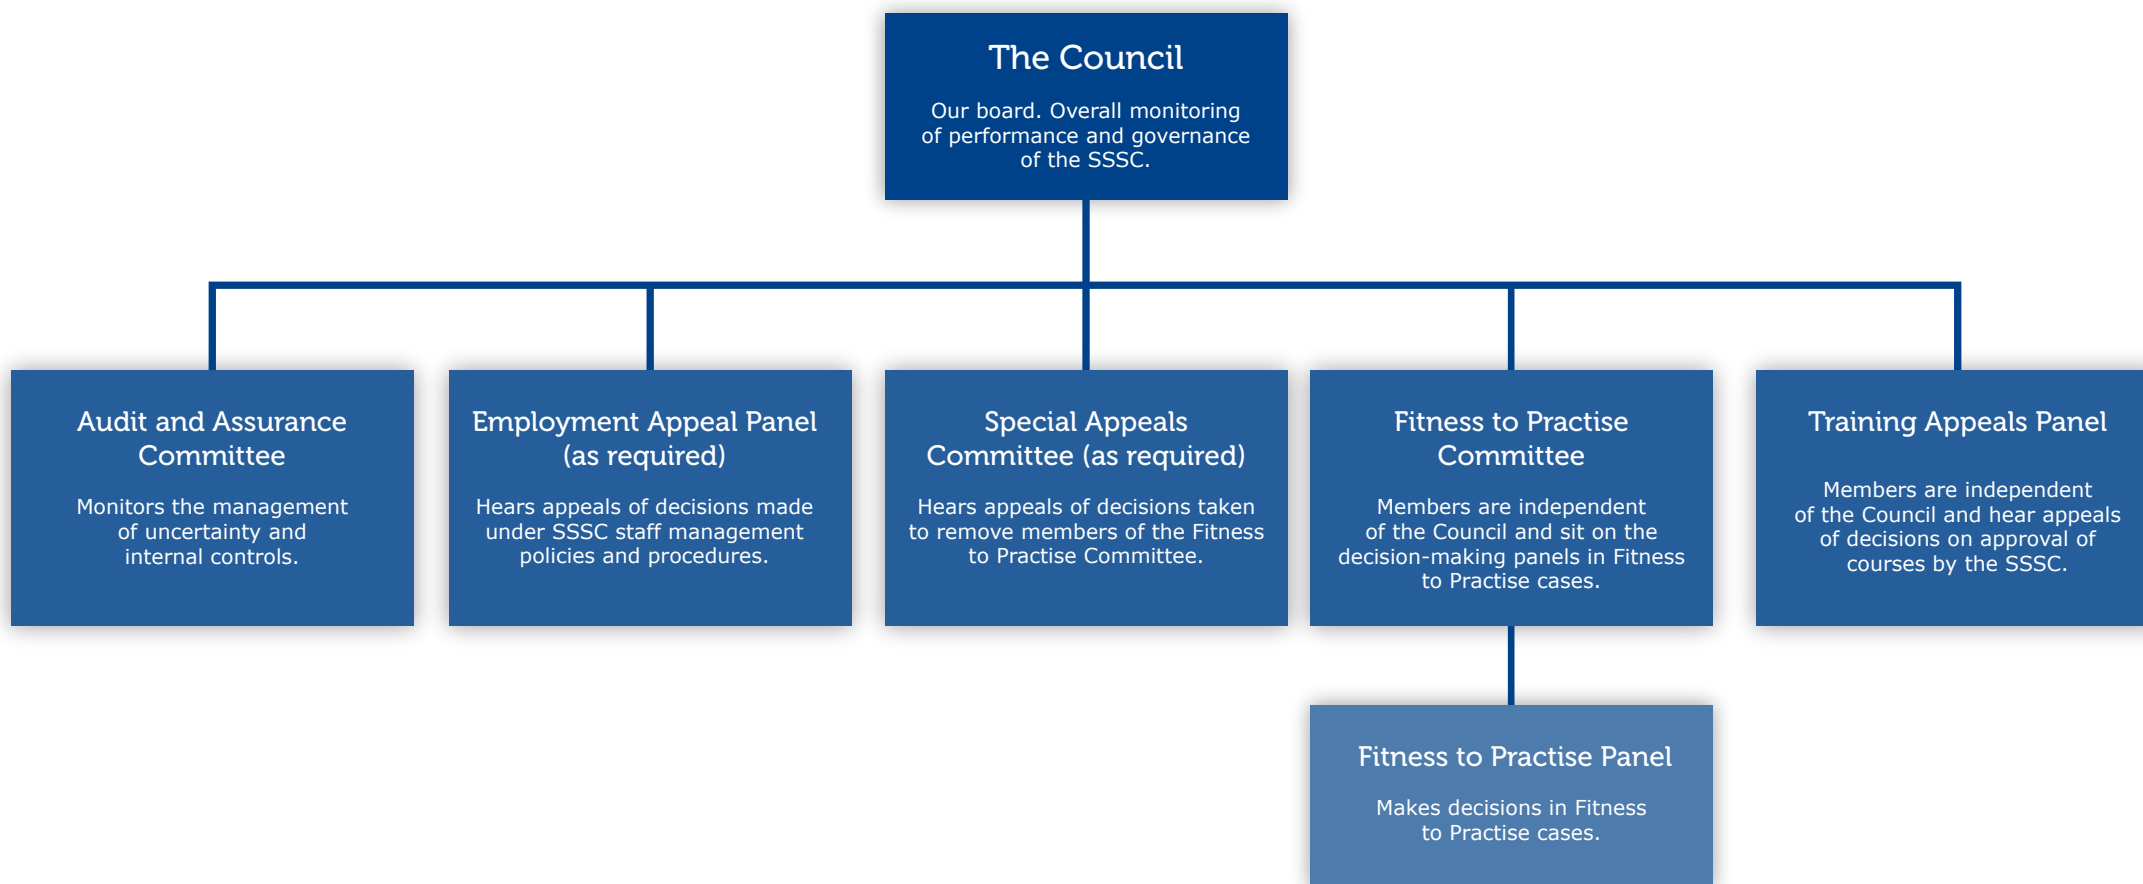 The Council
Our board. Overall monitoring
of performance and governance
of the SSSC.
Audit and Assurance
Committee
Monitors the management
of uncertainty and
internal controls.
Employment Appeal Panel
(as required)
Hears appeals of decisions made
under SSSC staff management
policies and procedures.
Special Appeals
Committee (as required)
Hears appeals of decisions taken
to remove members of the Fitness
to Practise Committee.
Fitness to Practise
Committee
Members are independent
of the Council and sit on the
decision-making panels in Fitness
to Practise cases.
Training Appeals Panel
Members are independent
of the Council and hear appeals
of decisions on approval of
courses by the SSSC.
Fitness to Practise Panel
Makes decisions in Fitness
to Practise cases.